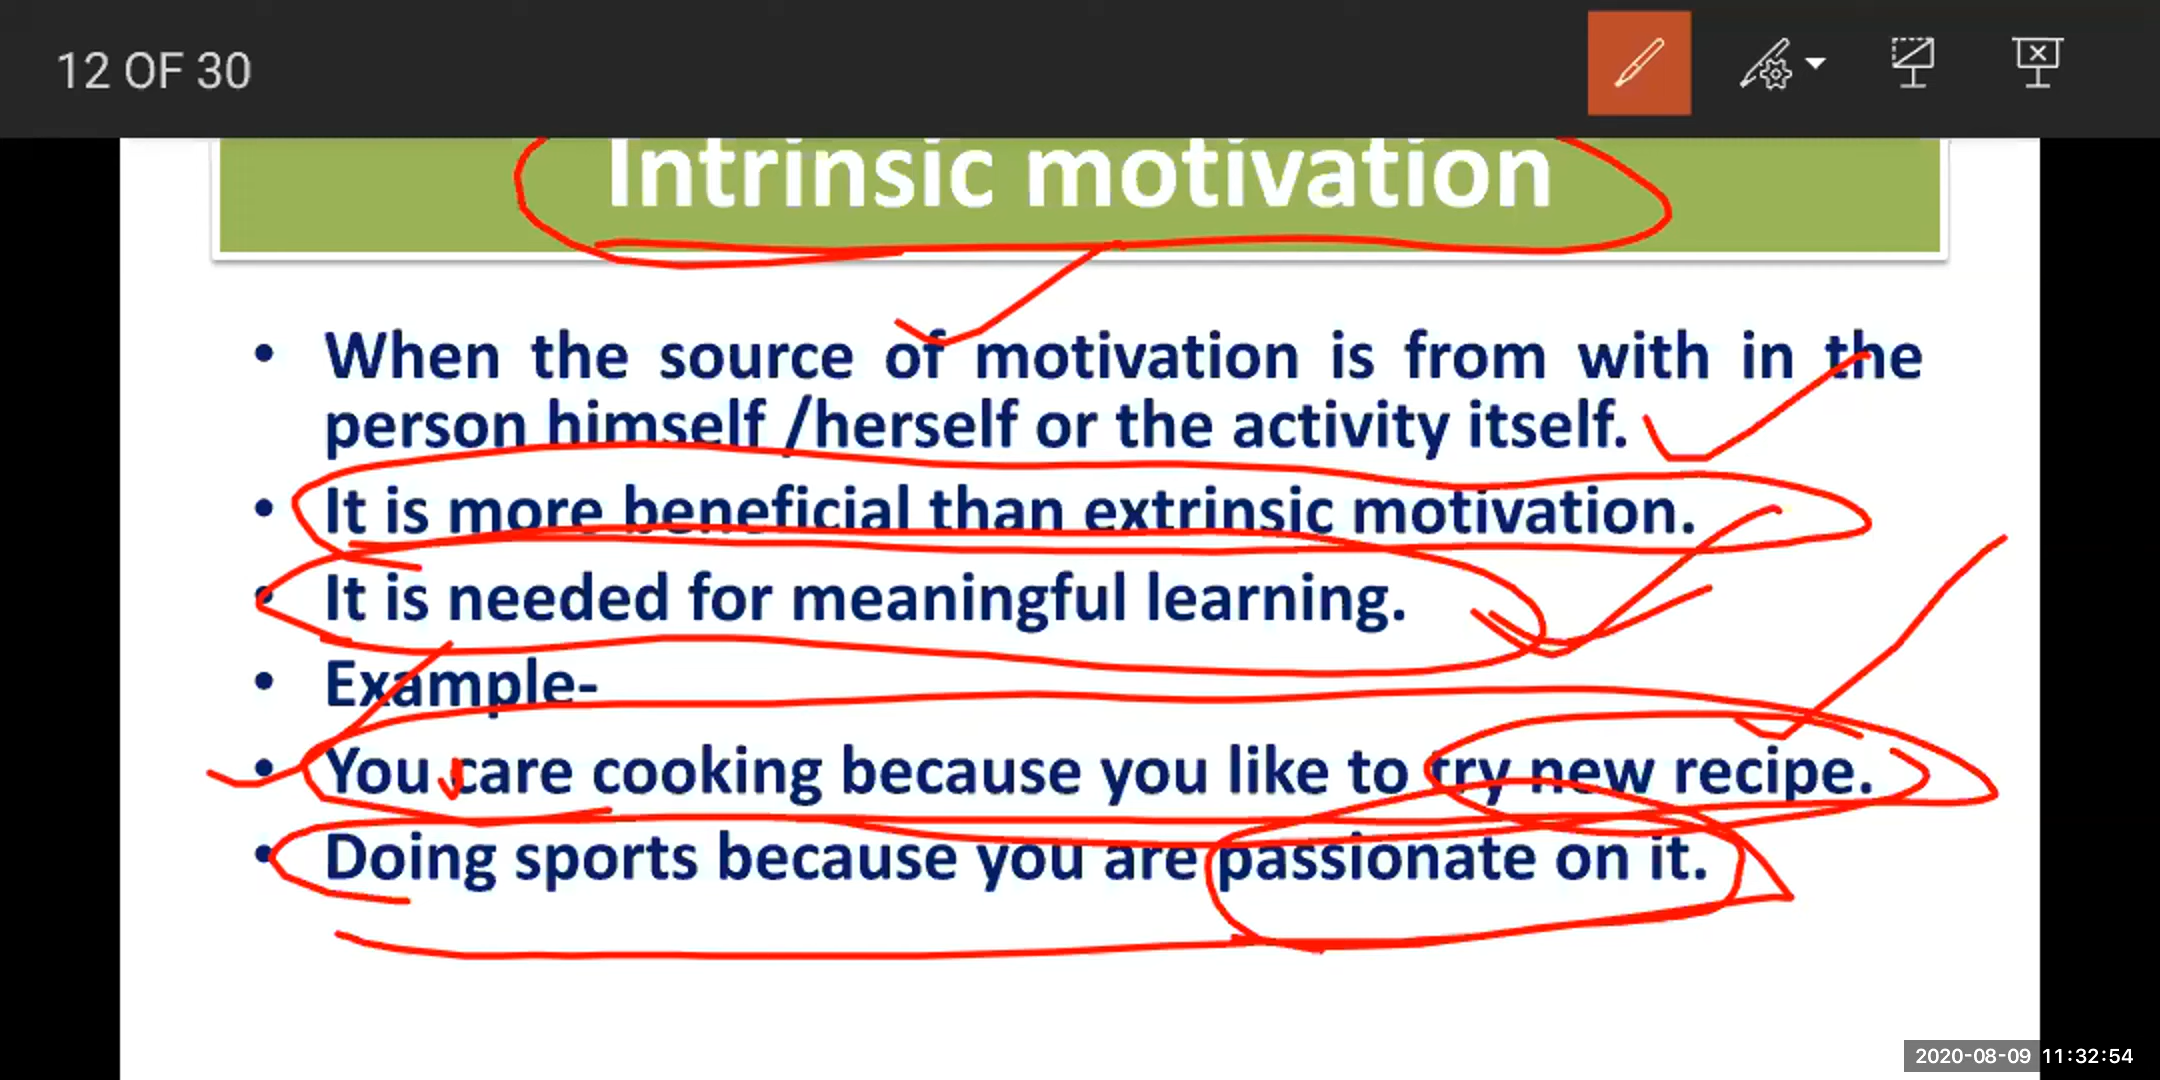 12 OF 30
Intrinsic motivation
• When the source of motivation is from with in the
person himself /herself or the activity itself.
• It is more beneficial than extrinsic motivation.
• It is needed for meaningful learning.
• Example-
• You care cooking because you like to try new recipe.
• Doing sports because you are passionate on it.
2020-08-09 11:32:54